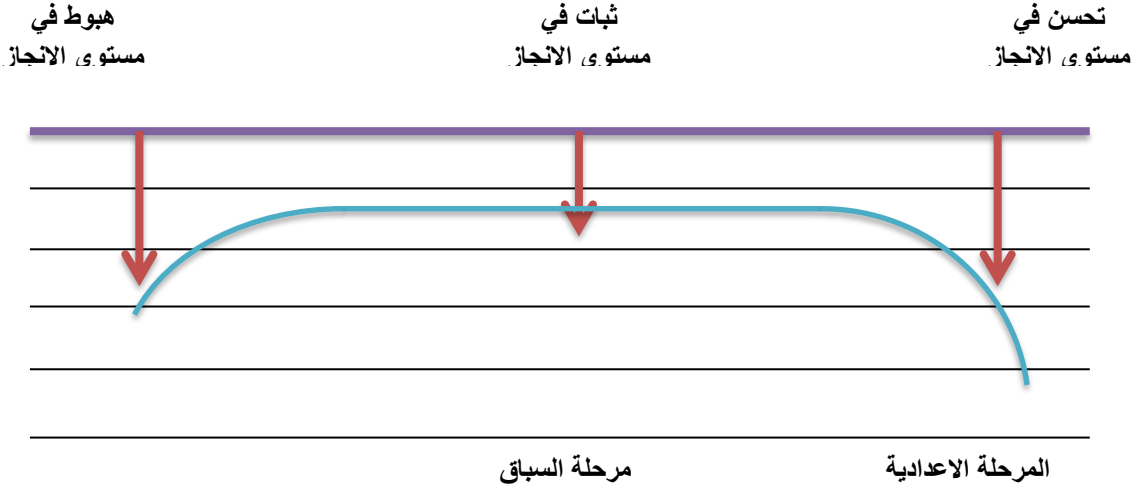 تحسن في
مستوى الانجاز
ثبات في
مستوى الانجاز
هبوط في
مستوى الانجاز
المرحلة الاعدادية
مرحلة السباق